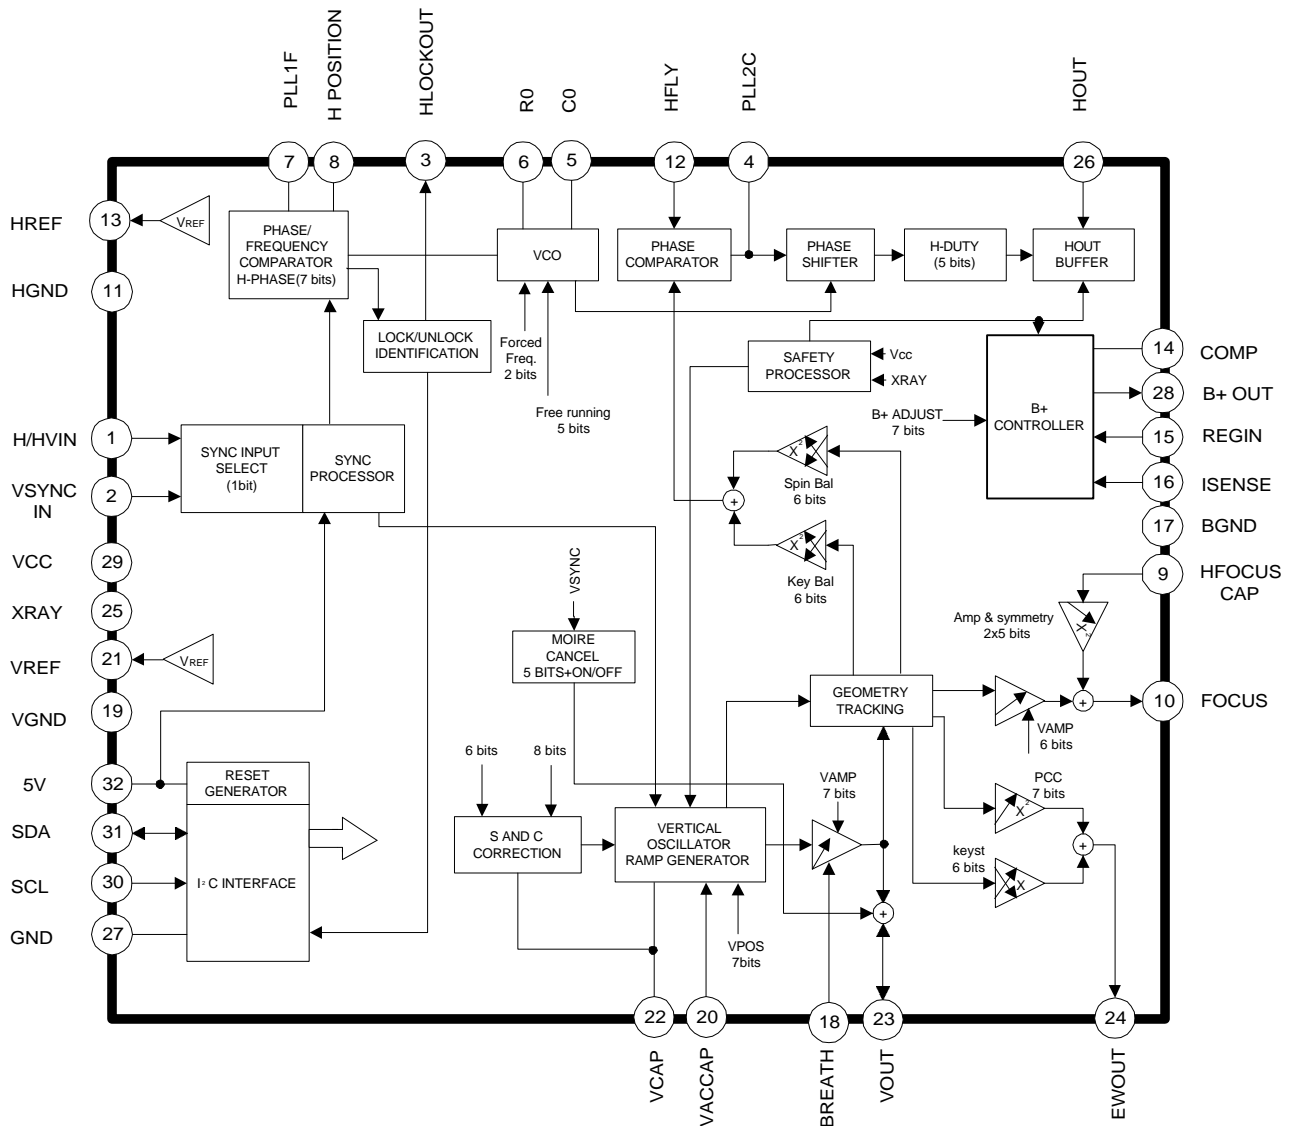 PLL1F
H POSITION
HLOCKOUT
R0
C0
HFLY
PLL2C
HOUT
7
8
3
6
5
12
4
26
HREF
13
VREF
PHASE/
FREQUENCY
COMPARATOR
H-PHASE(7 bits)
VCO
PHASE
COMPARATOR
PHASE
SHIFTER
H-DUTY
(5 bits)
HOUT
BUFFER
HGND
11
LOCK/UNLOCK
IDENTIFICATION
Forced
Freq.
2 bits
Free running
5 bits
SAFETY
PROCESSOR
Vcc
XRAY
B+ ADJUST
7 bits
B+
CONTROLLER
14
COMP
28
B+ OUT
15
REGIN
16
ISENSE
17
BGND
9
HFOCUS
CAP
H/HVIN
1
VSYNC
IN
2
SYNC INPUT
SELECT
(1bit)
SYNC
PROCESSOR
X2
Spin Bal
6 bits
+
X2
Key Bal
6 bits
VCC
29
XRAY
25
VREF
21
VREF
VGND
19
VSYNC
MOIRE
CANCEL
5 BITS+ON/OFF
Amp & symmetry
2x5 bits
X2
GEOMETRY
TRACKING
VAMP
6 bits
+
10
FOCUS
5V
32
RESET
GENERATOR
SDA
31
SCL
30
I2C INTERFACE
GND
27
6 bits
8 bits
S AND C
CORRECTION
VERTICAL
OSCILLATOR
RAMP GENERATOR
VAMP
7 bits
PCC
7 bits
X2
keyst
6 bits
X
+
+
VPOS
7bits
22
20
18
23
24
VCAP
VACCAP
BREATH
VOUT
EWOUT